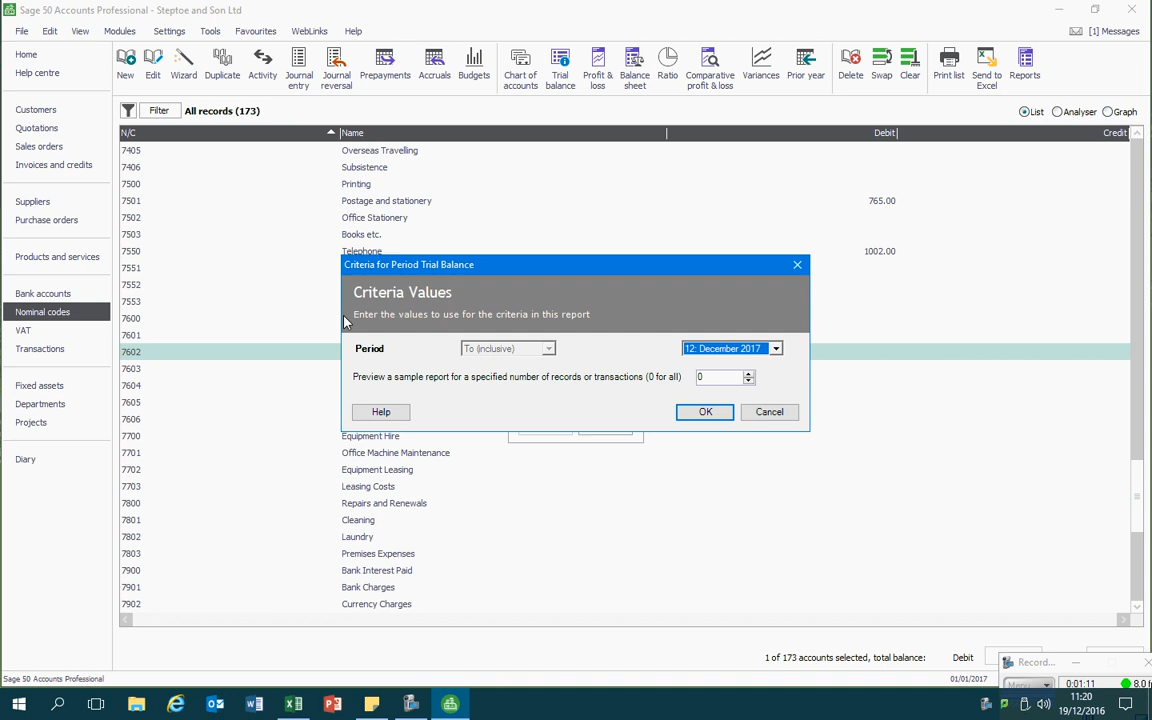 Sage 50 Accounts Professional - Steptoe and Son Ltd
File Edit View Modules Settings Tools Favourites WebLinks Help [1] Messages
Home
Help centre
New Edit Wizard Duplicate Activity Journal entry Journal reversal Prepayments Accruals Budgets Chart of accounts Trial balance Profit & loss Balance sheet Ratio Comparative profit & loss Variances Prior year Delete Swap Clear Print list Send to Excel Reports
Customers
Quotations
Sales orders
Invoices and credits
Suppliers
Purchase orders
Products and services
Bank accounts
Nominal codes
VAT
Transactions
Fixed assets
Departments
Projects
Diary
Filter All records (173) List Analyser Graph
N/C Name Debit Credit
7405 Overseas Travelling
7406 Subsistence
7500 Printing
7501 Postage and stationery 765.00
7502 Office Stationery
7503 Books etc.
7550 Telephone 1002.00
7551
7552
7553
7600
7601
7602
7603
7604
7605
7606
7700 Equipment Hire
7701 Office Machine Maintenance
7702 Equipment Leasing
7703 Leasing Costs
7800 Repairs and Renewals
7801 Cleaning
7802 Laundry
7803 Premises Expenses
7900 Bank Interest Paid
7901 Bank Charges
7902 Currency Charges
Criteria for Period Trial Balance
Criteria Values
Enter the values to use for the criteria in this report
Period To (inclusive) 12: December 2017
Preview a sample report for a specified number of records or transactions (0 for all) 0
Help OK Cancel
1 of 173 accounts selected, total balance: Debit
Sage 50 Accounts Professional 01/01/2017
Record...
Menu 0:01:11 8.0
11:20
19/12/2016